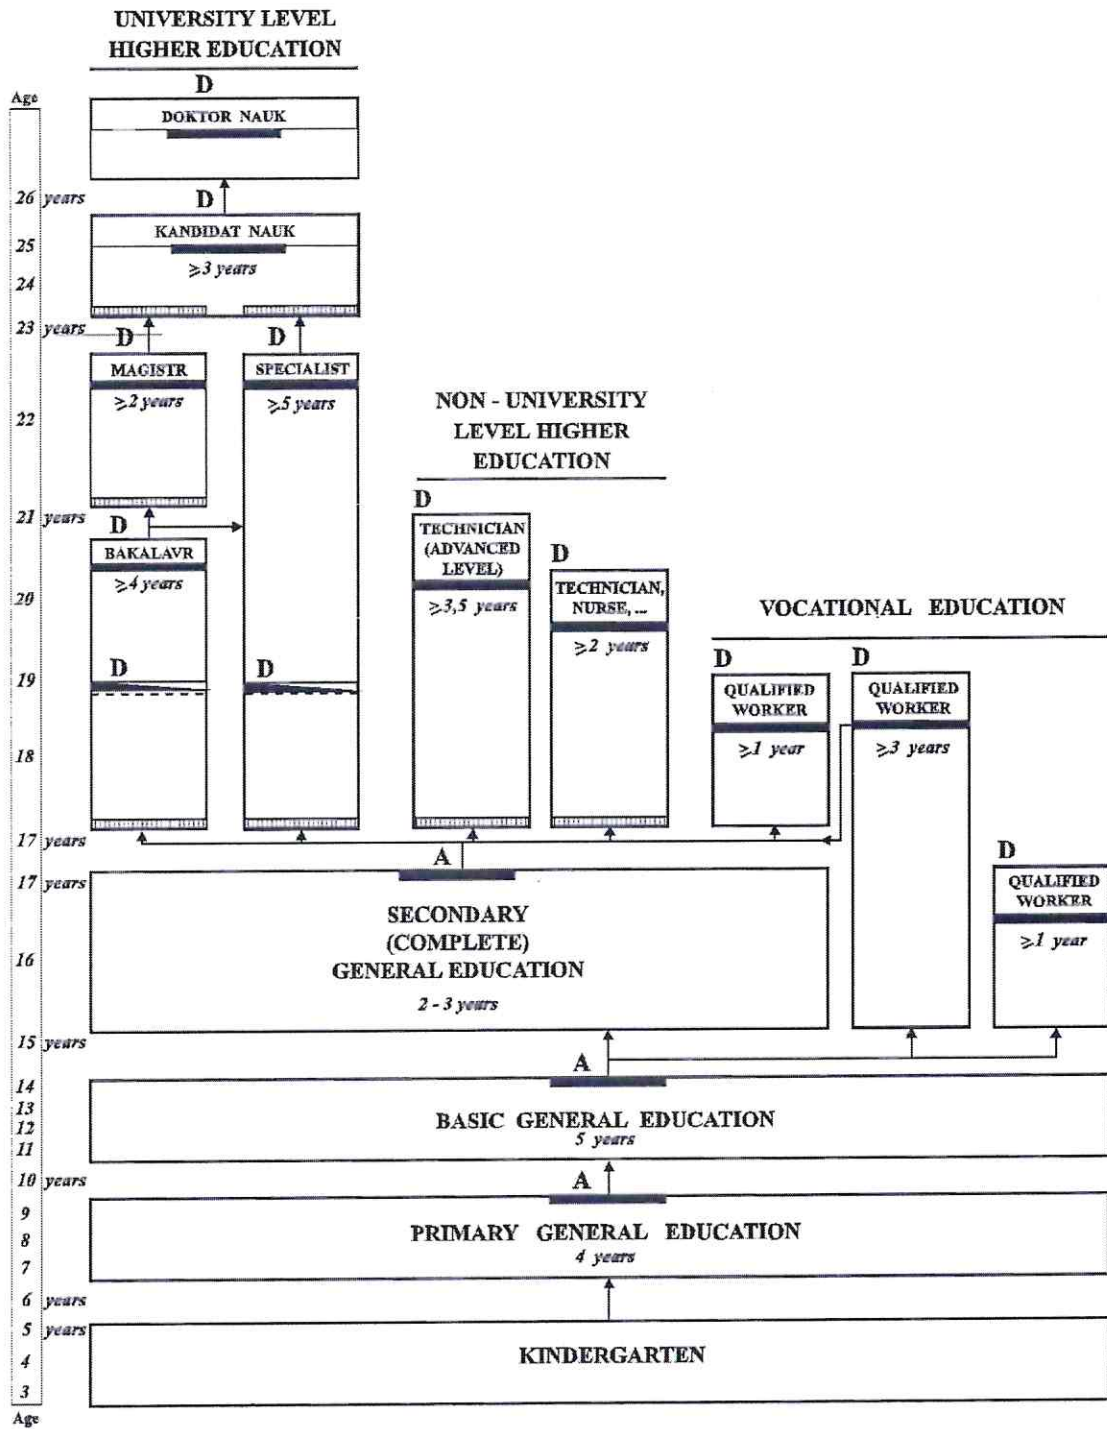 UNIVERSITY LEVEL
HIGHER EDUCATION
D
Age
DOKTOR NAUK
26 years
D
KANDIDAT NAUK
25
⩾3 years
24
23 years
D
D
MAGISTR
SPECIALIST
⩾2 years
⩾5 years
22
NON - UNIVERSITY
LEVEL HIGHER
EDUCATION
21 years
D
D
TECHNICIAN
(ADVANCED
LEVEL)
⩾3,5 years
D
TECHNICIAN,
NURSE, ...
⩾2 years
BAKALAVR
⩾4 years
20
VOCATIONAL EDUCATION
19
D
D
D
QUALIFIED
WORKER
⩾1 year
D
QUALIFIED
WORKER
⩾3 years
18
17 years
A
D
17 years
QUALIFIED
WORKER
⩾1 year
SECONDARY
(COMPLETE)
GENERAL EDUCATION
2 - 3 years
16
15 years
A
14
13
12
11
BASIC GENERAL EDUCATION
5 years
10 years
A
9
8
7
PRIMARY GENERAL EDUCATION
4 years
6 years
5 years
4
3
KINDERGARTEN
Age